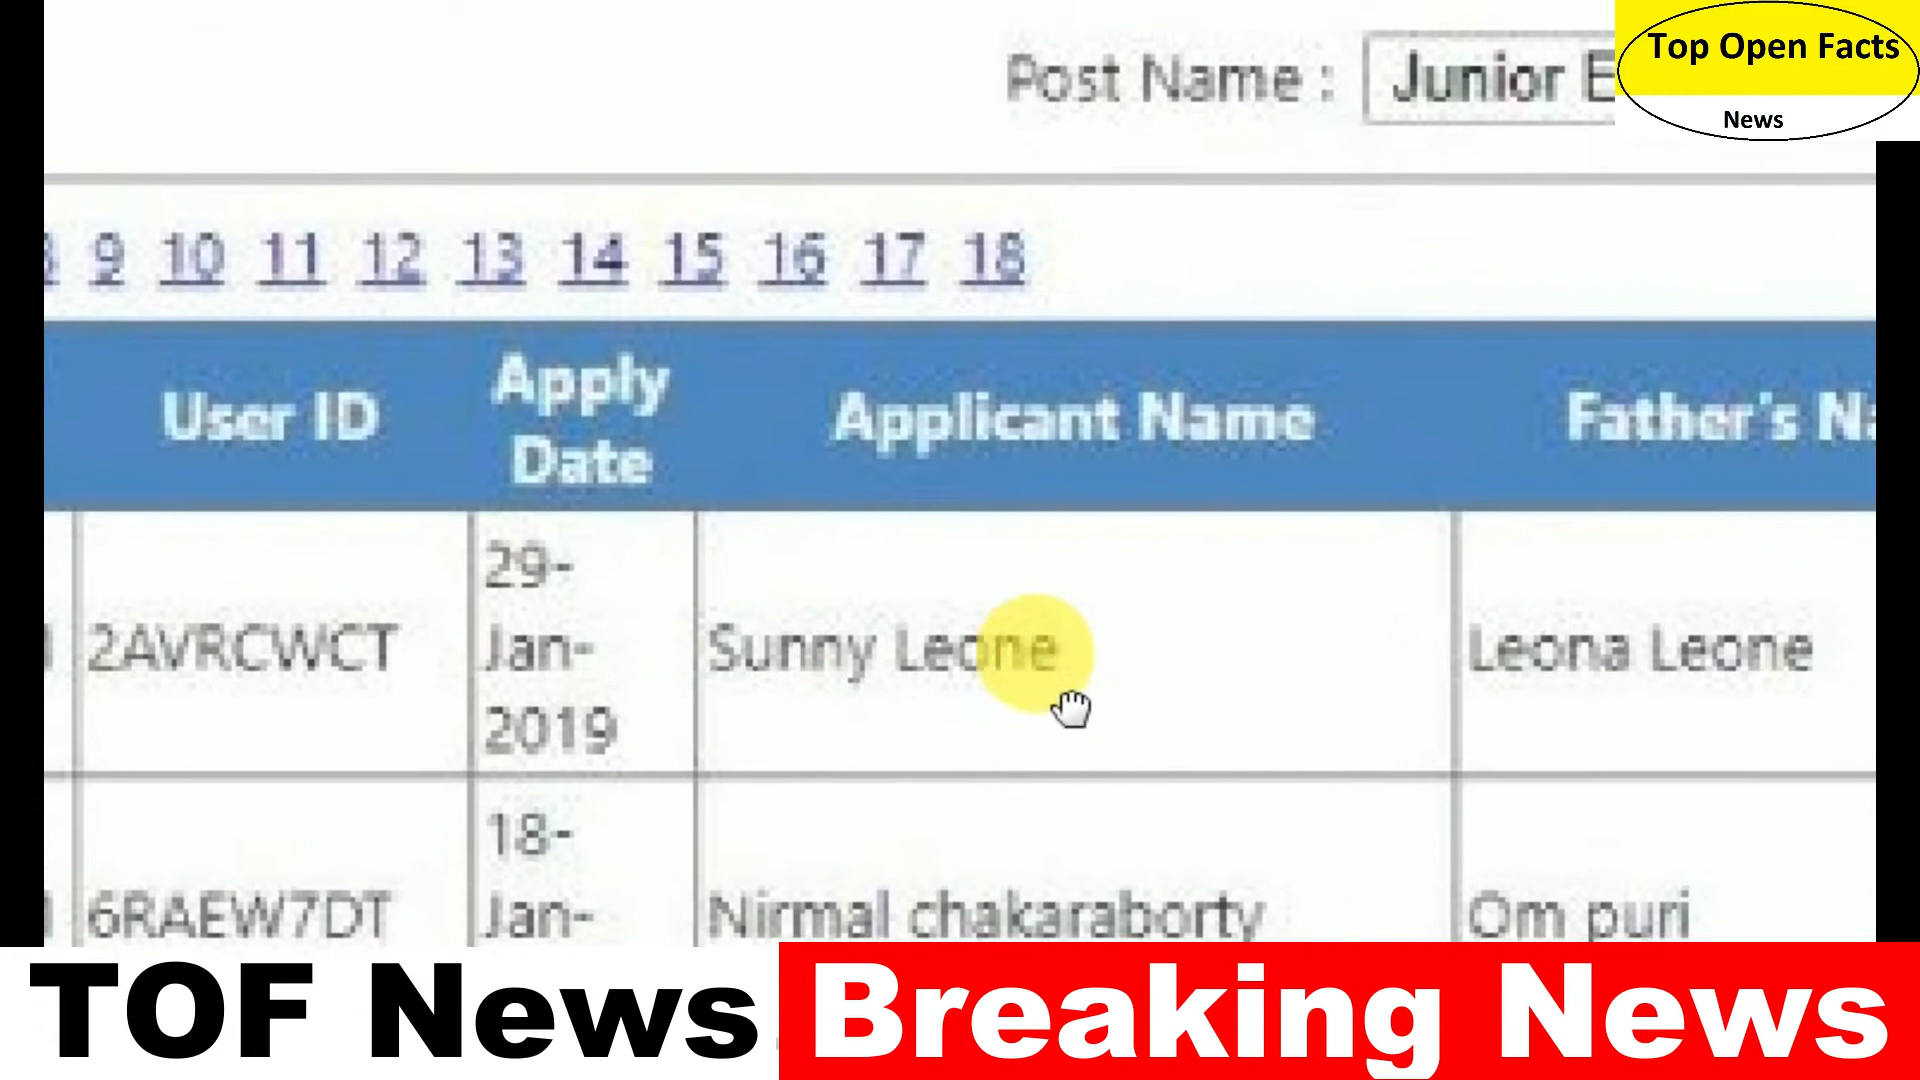 Top Open Facts
News
Post Name : Junior E
9 10 11 12 13 14 15 16 17 18
User ID
Apply
Date
Applicant Name
Father's Na
2AVRCWCT
29-
Jan-
2019
Sunny Leone
Leona Leone
6RAEW7DT
18-
Jan-
Nirmal chakaraborty
Om puri
TOF News Breaking News